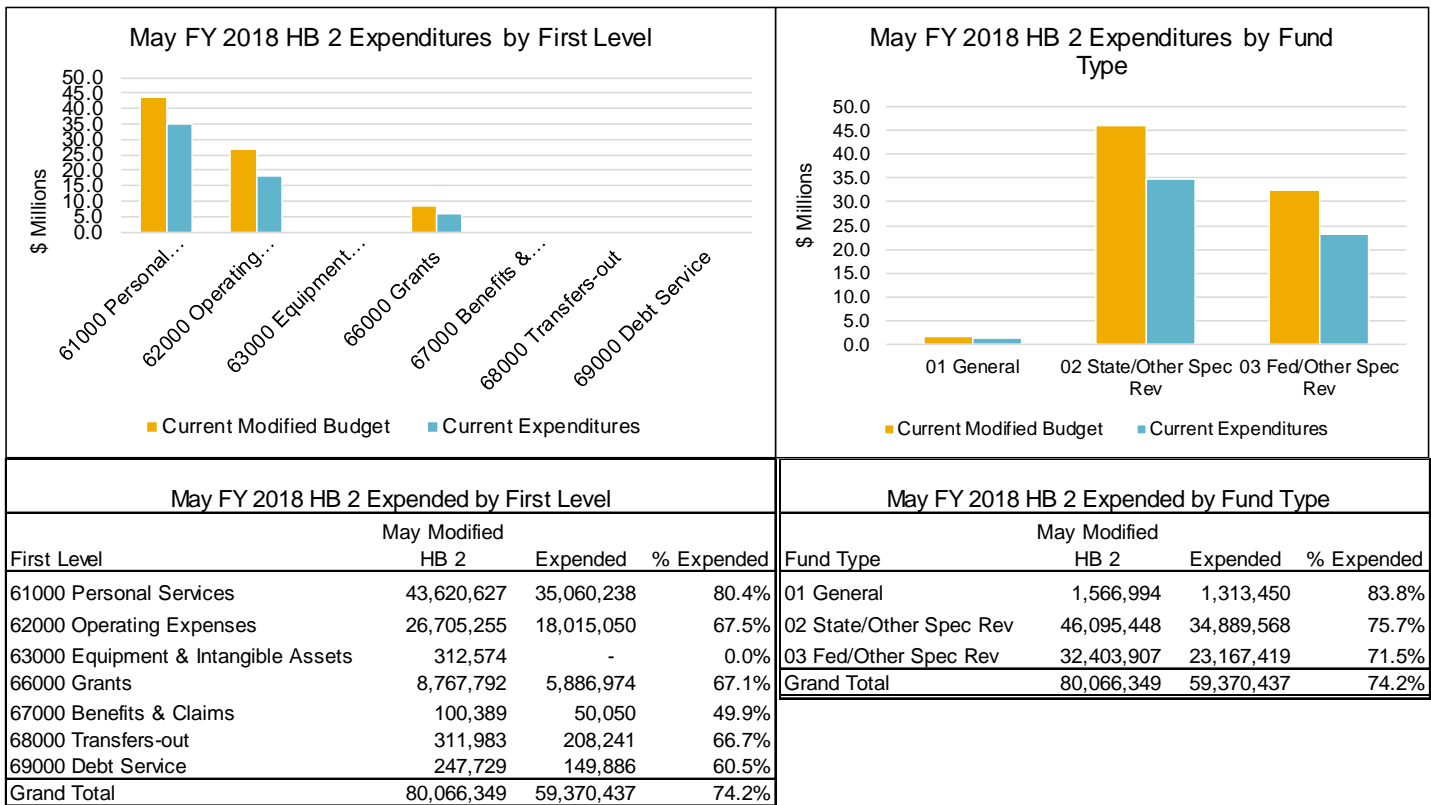 May FY 2018 HB 2 Expenditures by First Level
50.0
45.0
40.0
35.0
30.0
25.0
20.0
15.0
10.0
5.0
0.0
$ Millions
61000 Personal…
62000 Operating…
63000 Equipment…
66000 Grants
67000 Benefits &…
68000 Transfers-out
69000 Debt Service
Current Modified Budget Current Expenditures
May FY 2018 HB 2 Expenditures by Fund
Type
50.0
45.0
40.0
35.0
30.0
25.0
20.0
15.0
10.0
5.0
0.0
$ Millions
01 General 02 State/Other Spec 03 Fed/Other Spec
Rev Rev
Current Modified Budget Current Expenditures
May FY 2018 HB 2 Expended by First Level
May Modified
First Level HB 2 Expended % Expended
61000 Personal Services 43,620,627 35,060,238 80.4%
62000 Operating Expenses 26,705,255 18,015,050 67.5%
63000 Equipment & Intangible Assets 312,574 - 0.0%
66000 Grants 8,767,792 5,886,974 67.1%
67000 Benefits & Claims 100,389 50,050 49.9%
68000 Transfers-out 311,983 208,241 66.7%
69000 Debt Service 247,729 149,886 60.5%
Grand Total 80,066,349 59,370,437 74.2%
May FY 2018 HB 2 Expended by Fund Type
May Modified
Fund Type HB 2 Expended % Expended
01 General 1,566,994 1,313,450 83.8%
02 State/Other Spec Rev 46,095,448 34,889,568 75.7%
03 Fed/Other Spec Rev 32,403,907 23,167,419 71.5%
Grand Total 80,066,349 59,370,437 74.2%